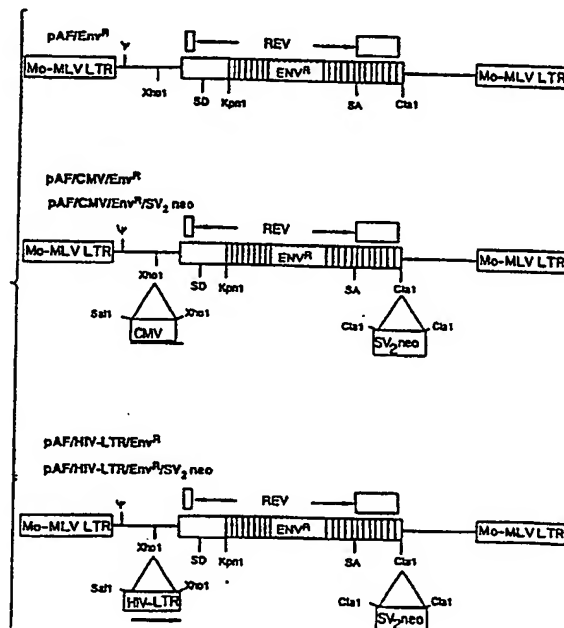 pAF/Env^R
REV
Mo-MLV LTR Ψ ENV^R Mo-MLV LTR
Xho1 SD Kpn1 SA Cla1
pAF/CMV/Env^R
pAF/CMV/Env^R/SV2 neo
REV
Mo-MLV LTR Ψ ENV^R Mo-MLV LTR
Xho1 SD Kpn1 SA Cla1
Sal1 Xho1 Cla1 Cla1
CMV SV2neo
pAF/HIV-LTR/Env^R
pAF/HIV-LTR/Env^R/SV2 neo
REV
Mo-MLV LTR Ψ ENV^R Mo-MLV LTR
Xho1 SD Kpn1 SA Cla1
Sal1 Xho1 Cla1 Cla1
HIV-LTR SV2neo